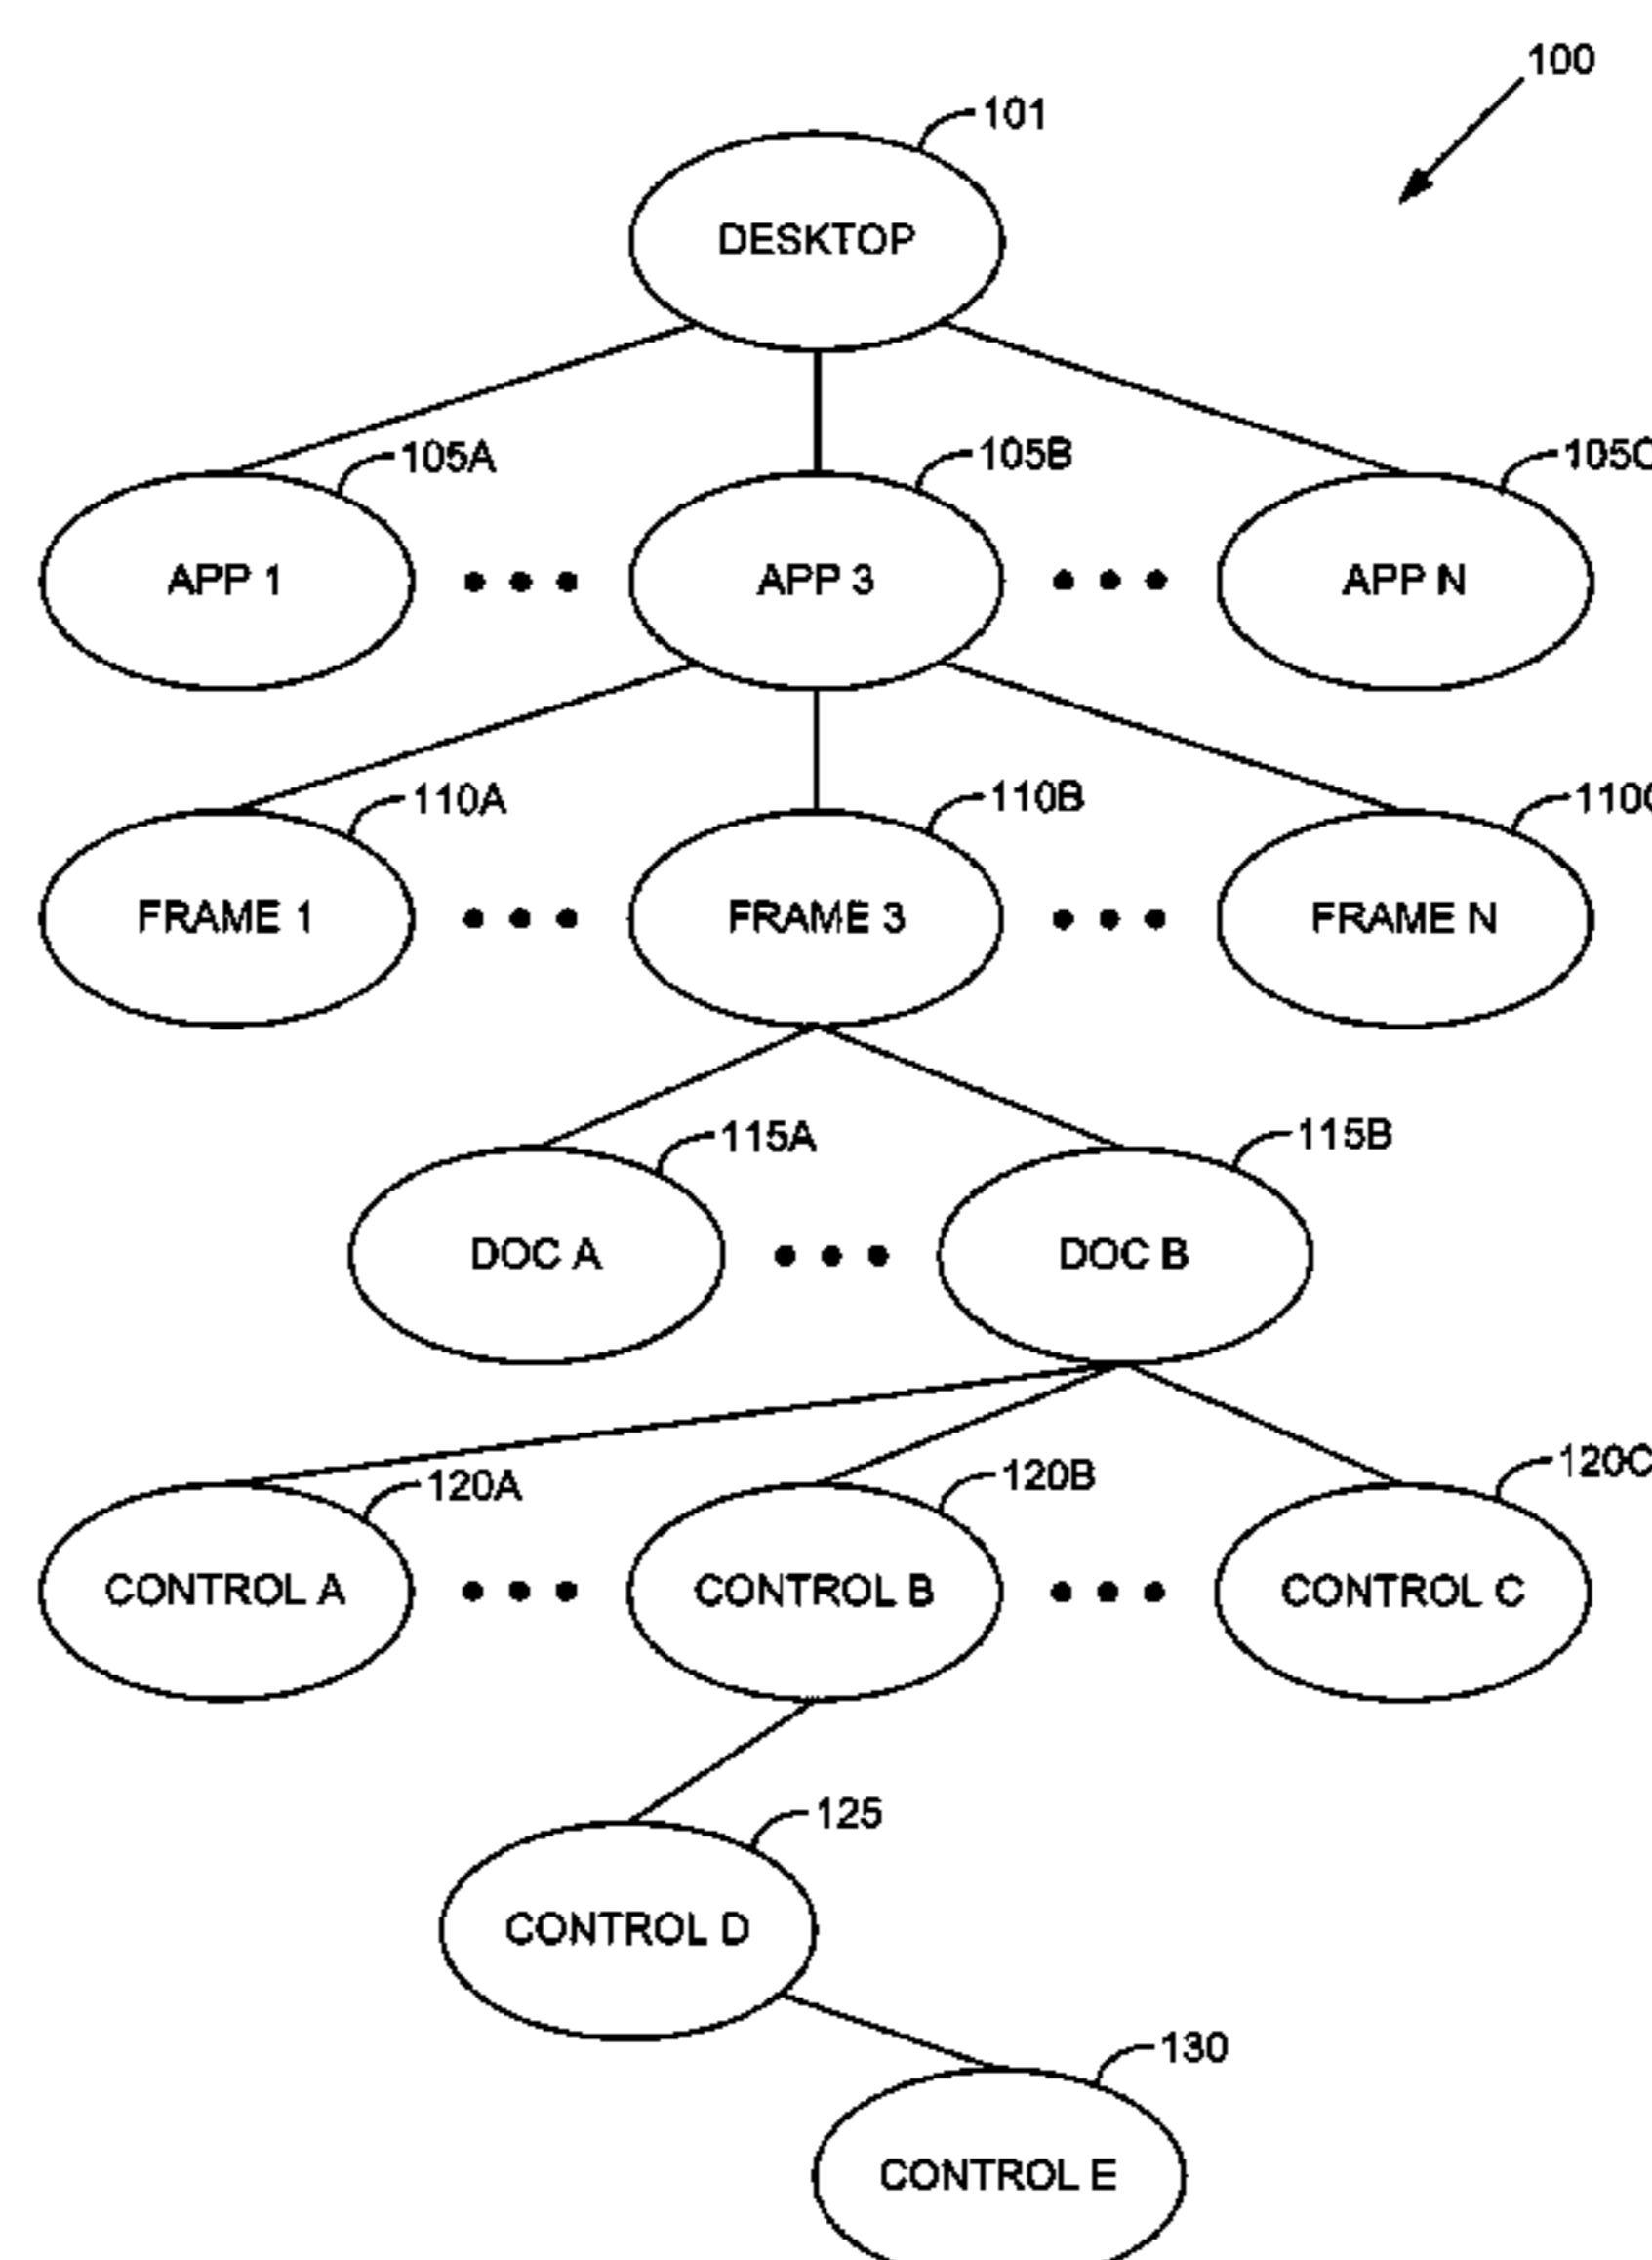 100
101
DESKTOP
105A
105B
105C
APP 1
APP 3
APP N
110A
110B
110C
FRAME 1
FRAME 3
FRAME N
115A
115B
DOC A
DOC B
120A
120B
120C
CONTROL A
CONTROL B
CONTROL C
125
CONTROL D
130
CONTROL E